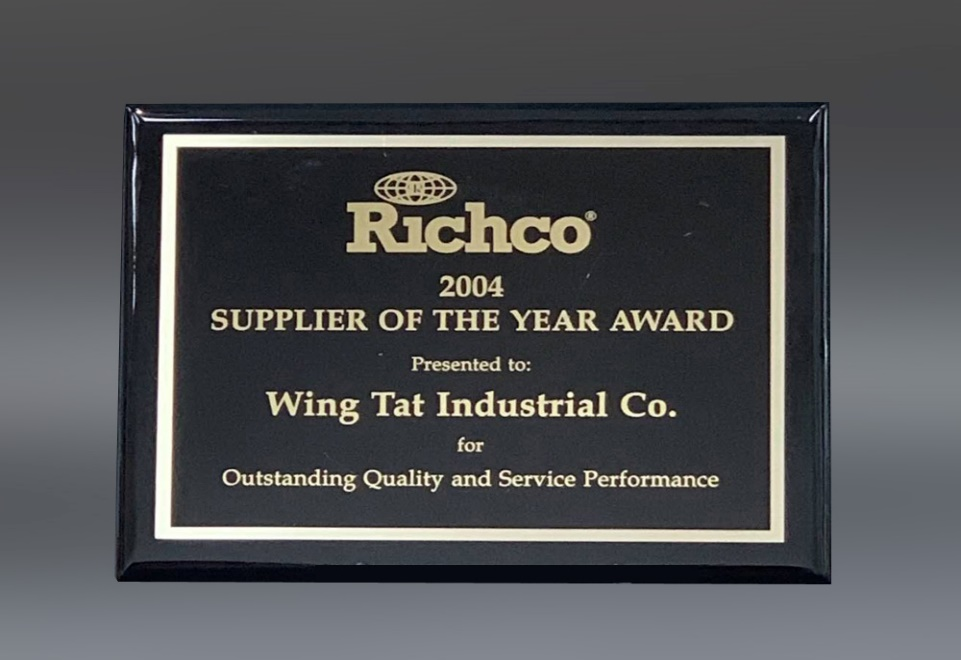 Richco®
2004
SUPPLIER OF THE YEAR AWARD
Presented to:
Wing Tat Industrial Co.
for
Outstanding Quality and Service Performance